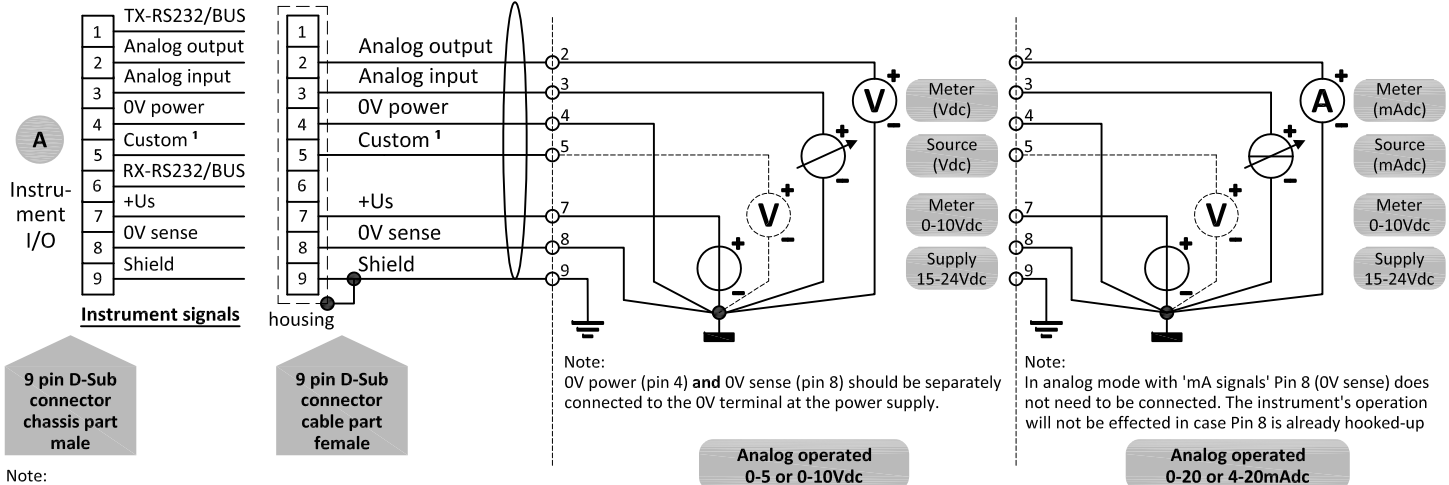 A
Instru-
ment
I/O
1
2
3
4
5
6
7
8
9
TX-RS232/BUS
Analog output
Analog input
0V power
Custom ¹
RX-RS232/BUS
+Us
0V sense
Shield
Instrument signals
9 pin D-Sub
connector
chassis part
male
Note:
1
2
3
4
5
6
7
8
9
Analog output
Analog input
0V power
Custom ¹
+Us
0V sense
Shield
housing
9 pin D-Sub
connector
cable part
female
2
3
4
5
7
8
9
V
+
–
+
–
V
+
–
+
–
Meter
(Vdc)
Source
(Vdc)
Meter
0-10Vdc
Supply
15-24Vdc
Note:
0V power (pin 4) and 0V sense (pin 8) should be separately
connected to the 0V terminal at the power supply.
Analog operated
0-5 or 0-10Vdc
2
3
4
5
7
8
9
A
+
–
+
–
V
+
–
+
–
Meter
(mAdc)
Source
(mAdc)
Meter
0-10Vdc
Supply
15-24Vdc
Note:
In analog mode with 'mA signals' Pin 8 (0V sense) does
not need to be connected. The instrument's operation
will not be effected in case Pin 8 is already hooked-up
Analog operated
0-20 or 4-20mAdc